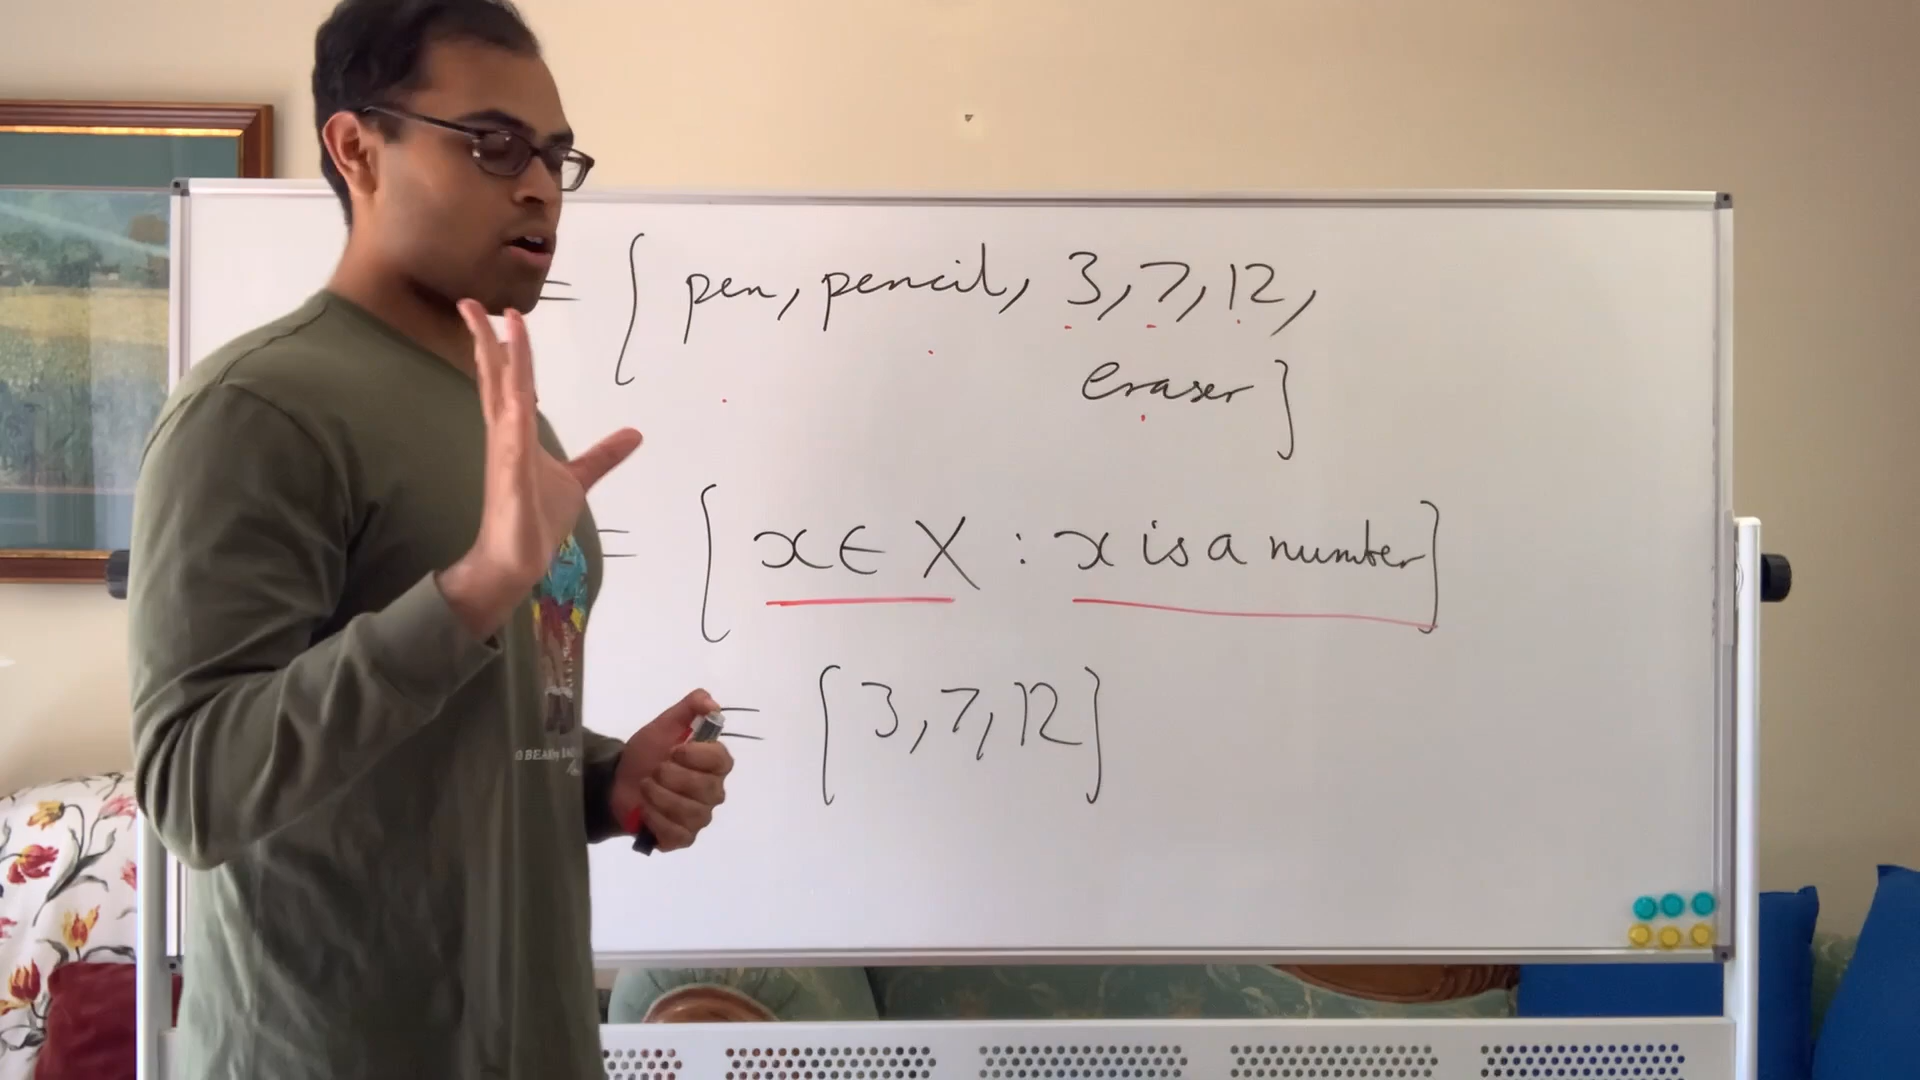 = { pen, pencil, 3, 7, 12,
eraser }
= { x ∈ X : x is a number }
= { 3, 7, 12 }